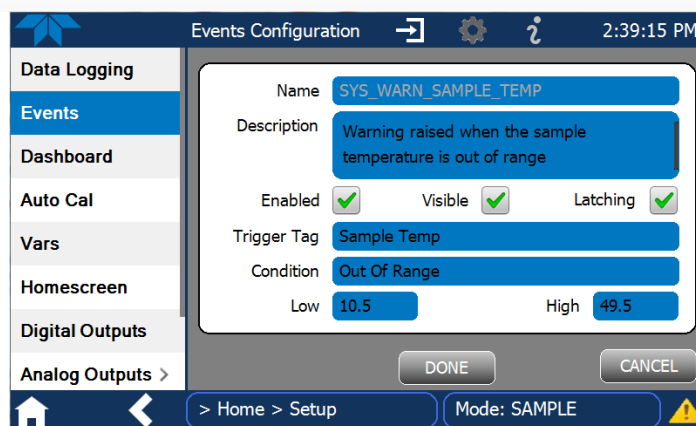 Events Configuration 2:39:15 PM
Data Logging
Events
Dashboard
Auto Cal
Vars
Homescreen
Digital Outputs
Analog Outputs >
Name SYS_WARN_SAMPLE_TEMP
Description Warning raised when the sample
temperature is out of range
Enabled Visible Latching
Trigger Tag Sample Temp
Condition Out Of Range
Low 10.5 High 49.5
DONE CANCEL
> Home > Setup Mode: SAMPLE